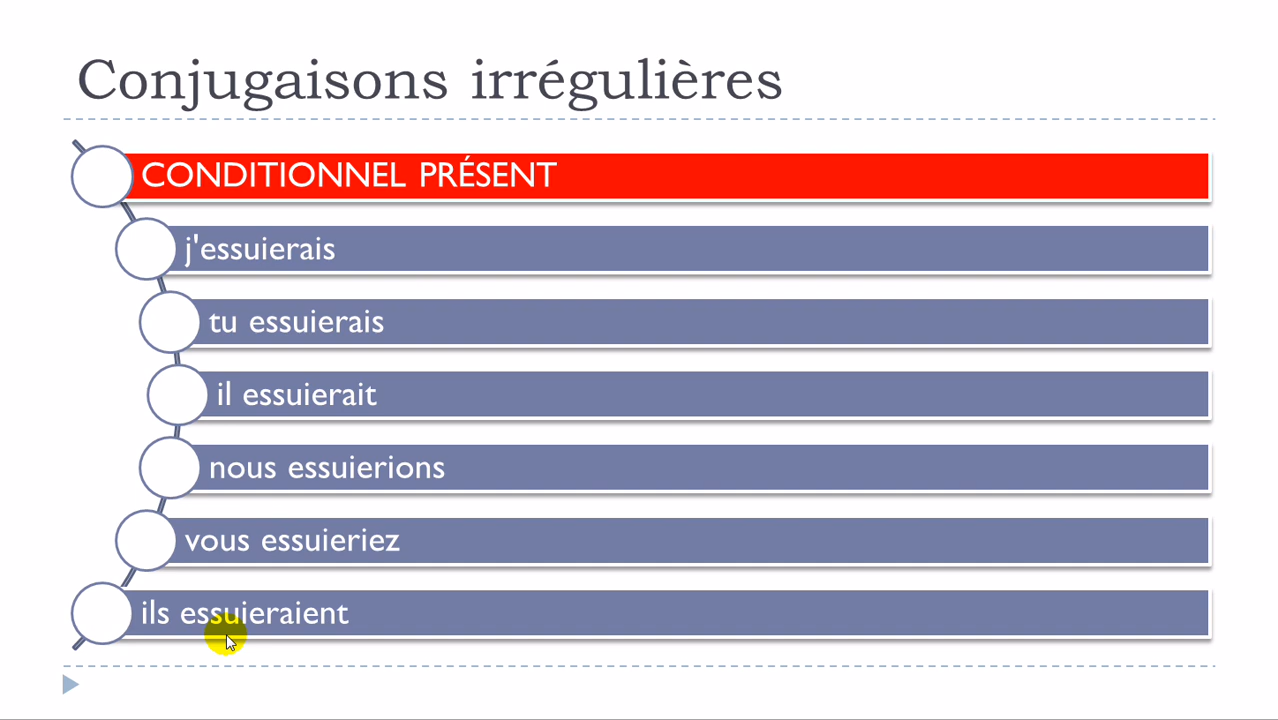 Conjugaisons irrégulières
CONDITIONNEL PRÉSENT
j'essuierais
tu essuierais
il essuierait
nous essuierions
vous essuieriez
ils essuieraient